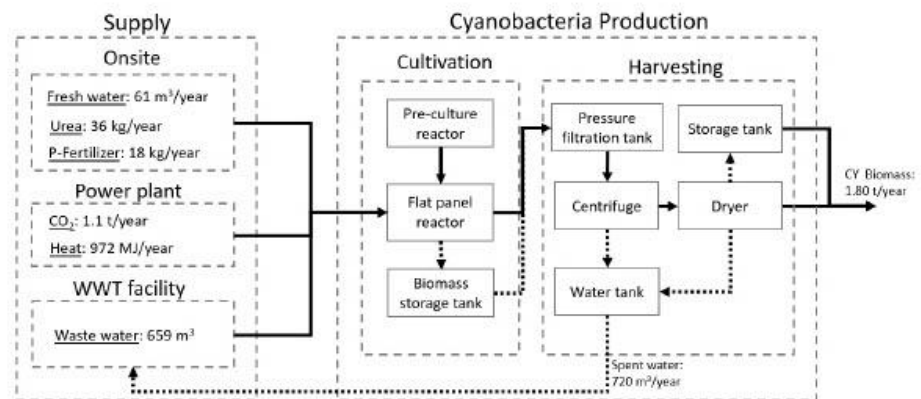 Supply
Cyanobacteria Production
Onsite
Fresh water: 61 m³/year
Urea: 36 kg/year
P-Fertilizer: 18 kg/year
Power plant
CO₂: 1.1 t/year
Heat: 972 MJ/year
WWT facility
Waste water: 659 m³
Cultivation
Pre-culture
reactor
Flat panel
reactor
Biomass
storage tank
Harvesting
Pressure
filtration tank
Storage tank
Centrifuge
Dryer
Water tank
CY Biomass:
1.80 t/year
Spent water:
720 m³/year